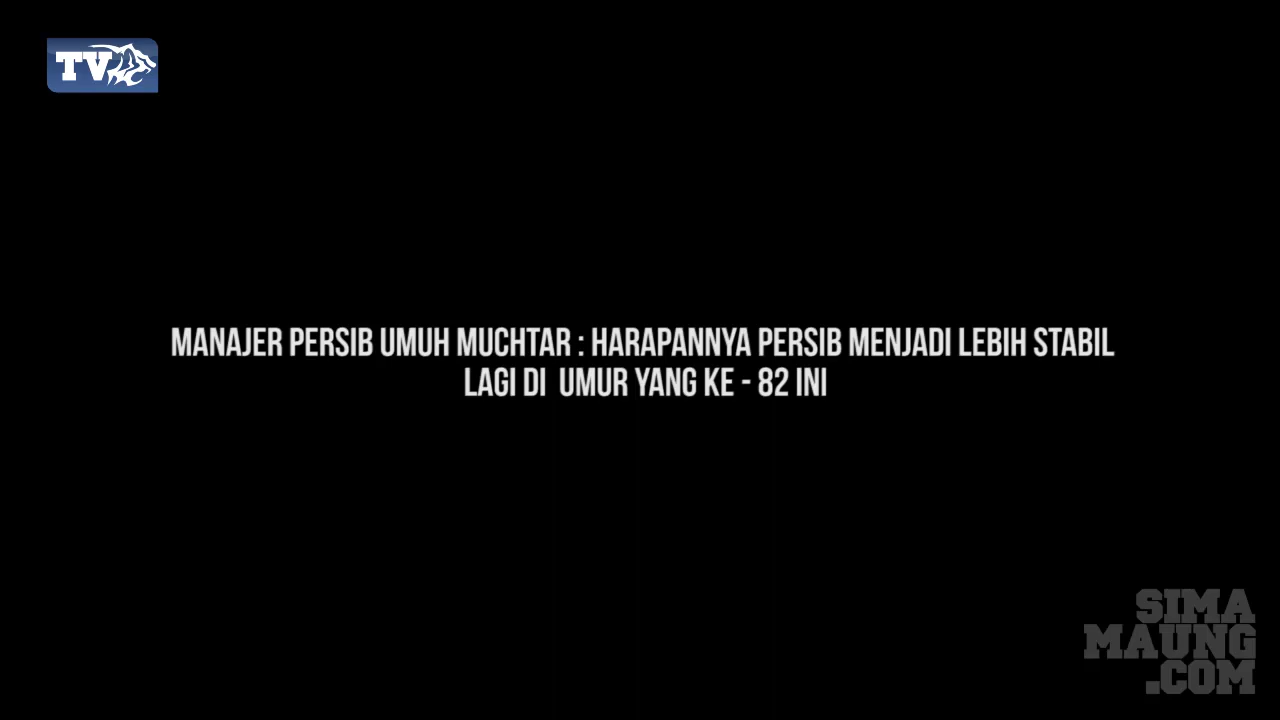 TV
MANAJER PERSIB UMUH MUCHTAR : HARAPANNYA PERSIB MENJADI LEBIH STABIL
LAGI DI  UMUR YANG KE - 82 INI
SIMA
MAUNG
.COM